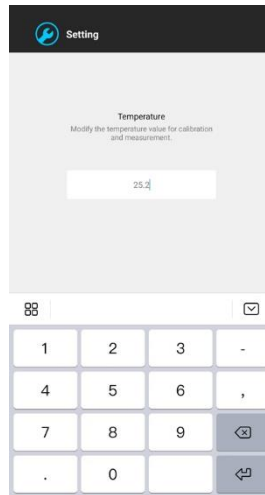 Setting
Temperature
Modify the temperature value for calibration
and measurement.
25.2
1 2 3 -
4 5 6 ,
7 8 9
. 0